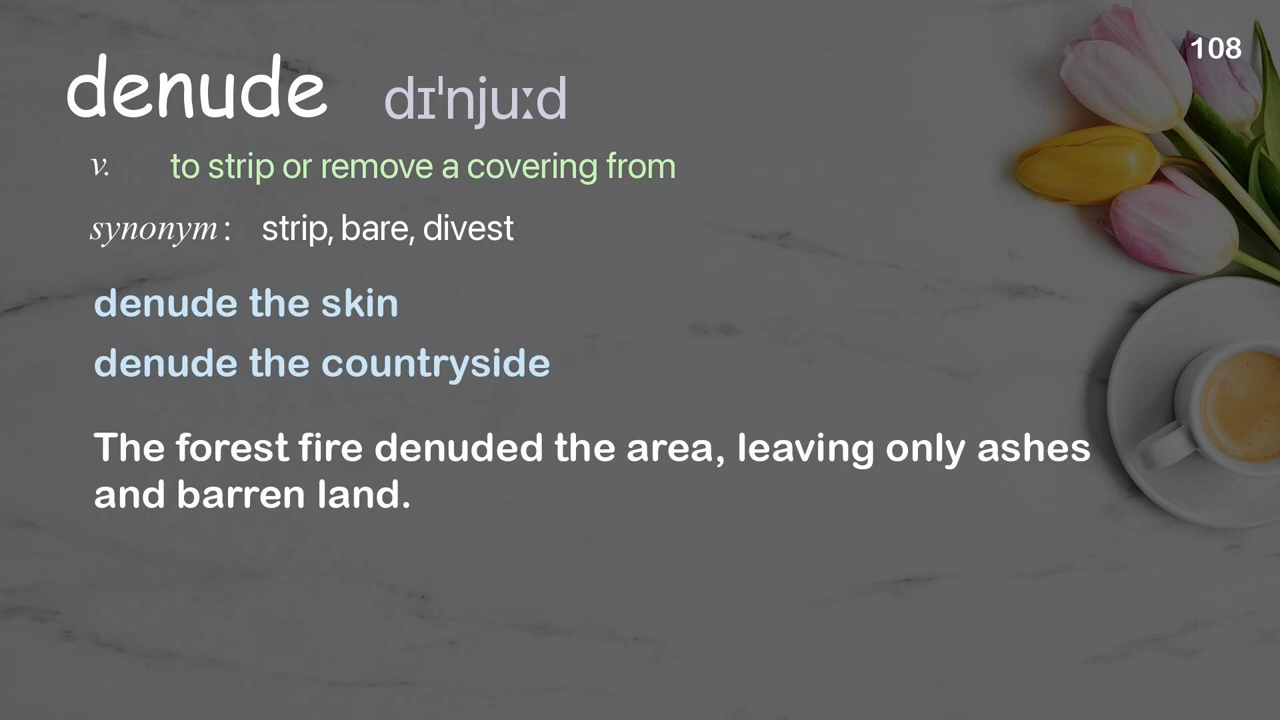 108
denude dɪˈnjuːd
v. to strip or remove a covering from
synonym: strip, bare, divest
denude the skin
denude the countryside
The forest fire denuded the area, leaving only ashes
and barren land.